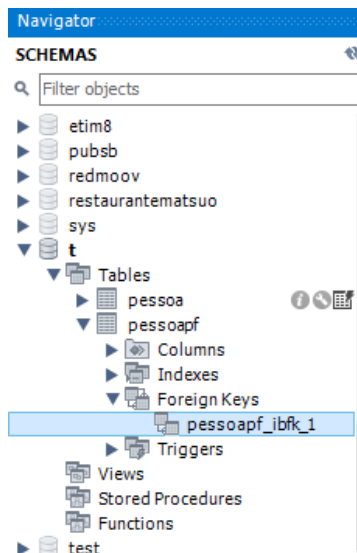 Navigator
SCHEMAS
Filter objects
etim8
pubsb
redmoov
restaurantematsuo
sys
t
Tables
pessoa
pessoapf
Columns
Indexes
Foreign Keys
pessoapf_ibfk_1
Triggers
Views
Stored Procedures
Functions
test